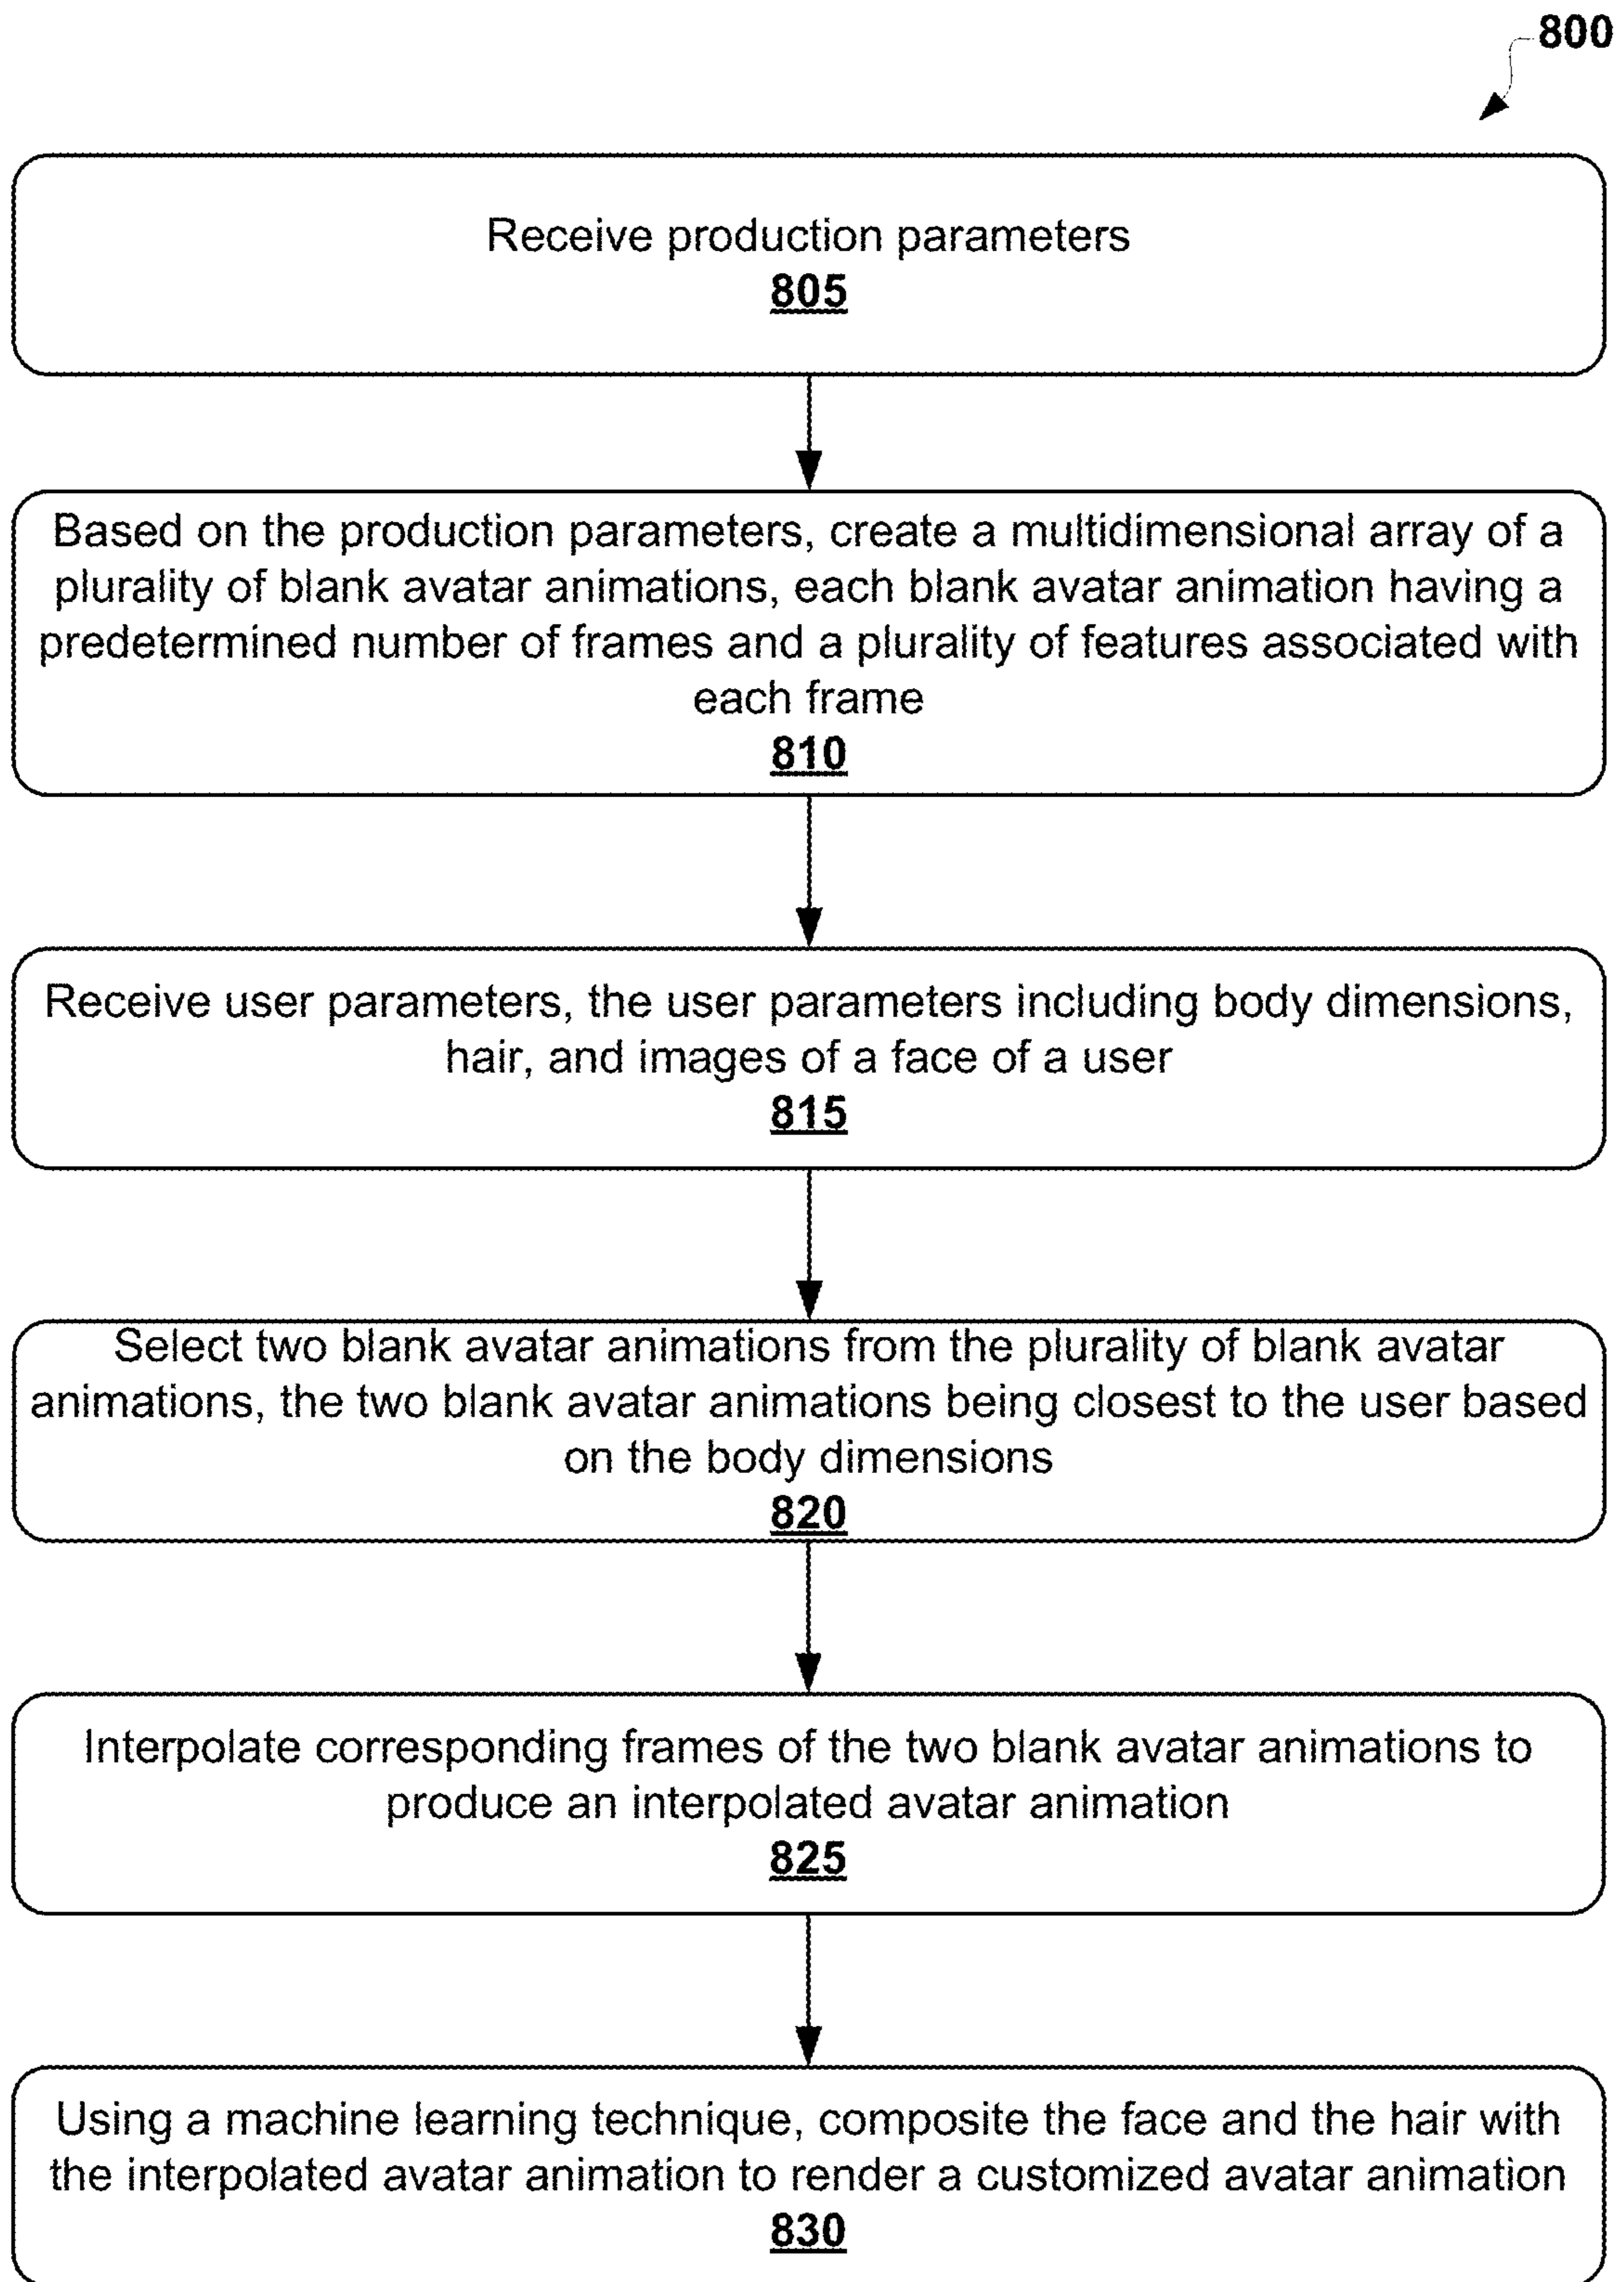 800
Receive production parameters
805
Based on the production parameters, create a multidimensional array of a
plurality of blank avatar animations, each blank avatar animation having a
predetermined number of frames and a plurality of features associated with
each frame
810
Receive user parameters, the user parameters including body dimensions,
hair, and images of a face of a user
815
Select two blank avatar animations from the plurality of blank avatar
animations, the two blank avatar animations being closest to the user based
on the body dimensions
820
Interpolate corresponding frames of the two blank avatar animations to
produce an interpolated avatar animation
825
Using a machine learning technique, composite the face and the hair with
the interpolated avatar animation to render a customized avatar animation
830